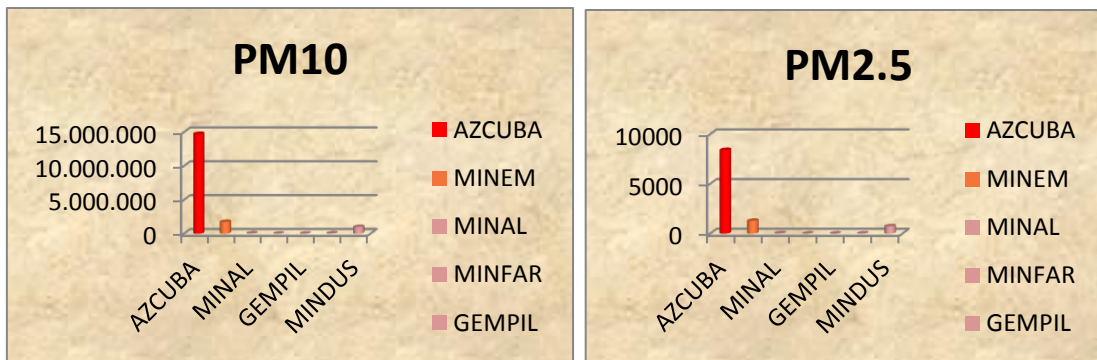 PM10
15.000.000
10.000.000
5.000.000
0
AZCUBA
MINAL
GEMPIL
MINDUS
AZCUBA
MINEM
MINAL
MINFAR
GEMPIL
PM2.5
10000
5000
0
AZCUBA
MINAL
GEMPIL
MINDUS
AZCUBA
MINEM
MINAL
MINFAR
GEMPIL